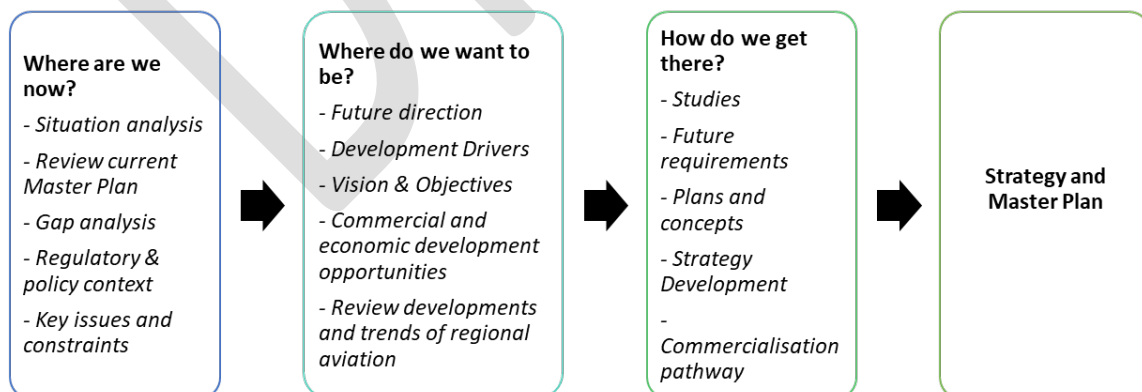 Where are we
now?
- Situation analysis
- Review current
Master Plan
- Gap analysis
- Regulatory &
policy context
- Key issues and
constraints
Where do we want to
be?
- Future direction
- Development Drivers
- Vision & Objectives
- Commercial and
economic development
opportunities
- Review developments
and trends of regional
aviation
How do we get
there?
- Studies
- Future
requirements
- Plans and
concepts
- Strategy
Development
-
Commercialisation
pathway
Strategy and
Master Plan